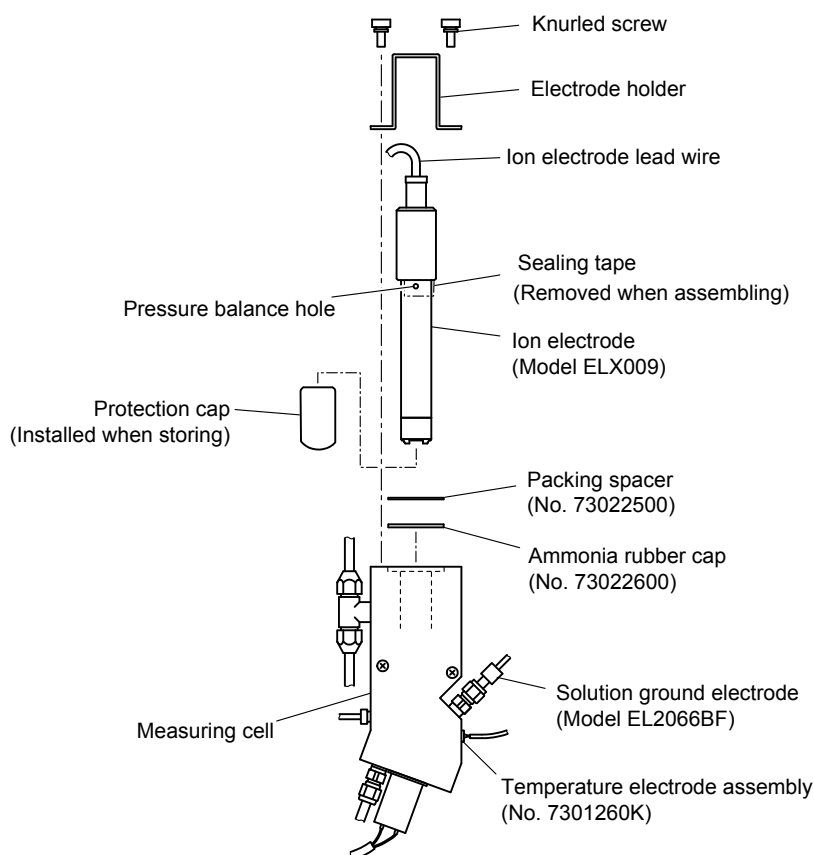 Knurled screw
Electrode holder
Ion electrode lead wire
Sealing tape
(Removed when assembling)
Pressure balance hole
Ion electrode
(Model ELX009)
Protection cap
(Installed when storing)
Packing spacer
(No. 73022500)
Ammonia rubber cap
(No. 73022600)
Solution ground electrode
(Model EL2066BF)
Measuring cell
Temperature electrode assembly
(No. 7301260K)